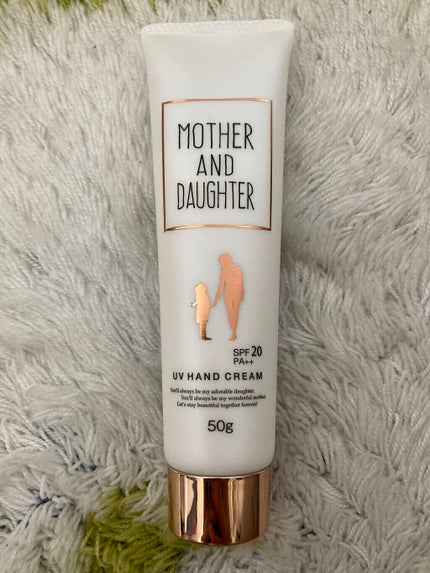 MOTHER
AND
DAUGHTER
SPF 20
PA++
UV HAND CREAM
You'll always be my adorable daughter.
You'll always be my wonderful mother.
Let's stay beautiful together forever!
50g